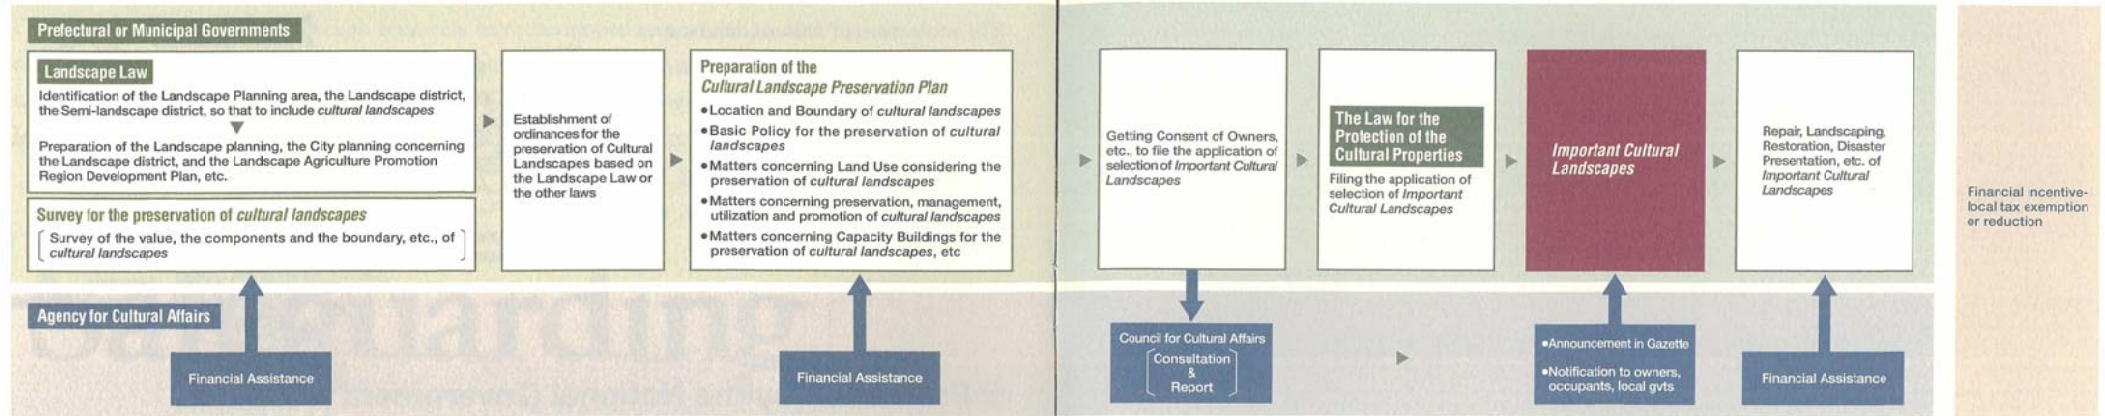 Prefectural or Municipal Governments
Landscape Law
Identification of the Landscape Planning area, the Landscape district,
the Semi-landscape district, so that to include cultural landscapes
Preparation of the Landscape planning, the City planning concerning
the Landscape district, and the Landscape Agriculture Promotion
Region Development Plan, etc.
Survey for the preservation of cultural landscapes
Survey of the value, the components and the boundary, etc., of
cultural landscapes
Establishment of
ordinances for the
preservation of Cultural
Landscapes based on
the Landscape Law or
the other laws
Preparation of the
Cultural Landscape Preservation Plan
●Location and Boundary of cultural landscapes
●Basic Policy for the preservation of cultural
landscapes
●Matters concerning Land Use considering the
preservation of cultural landscapes
●Matters concerning preservation, management,
utilization and promotion of cultural landscapes
●Matters concerning Capacity Buildings for the
preservation of cultural landscapes, etc
Getting Consent of Owners,
etc., to file the application of
selection of Important Cultural
Landscapes
The Law for the
Protection of the
Cultural Properties
Filing the application of
selection of Important
Cultural Landscapes
Important Cultural
Landscapes
Repair, Landscaping,
Restoration, Disaster
Presentation, etc. of
Important Cultural
Landscapes
Financial incentive-
local tax exemption
or reduction
Agency for Cultural Affairs
Financial Assistance
Financial Assistance
Council for Cultural Affairs
Consultation
&
Report
●Announcement in Gazette
●Notification to owners,
occupants, local gvts
Financial Assistance